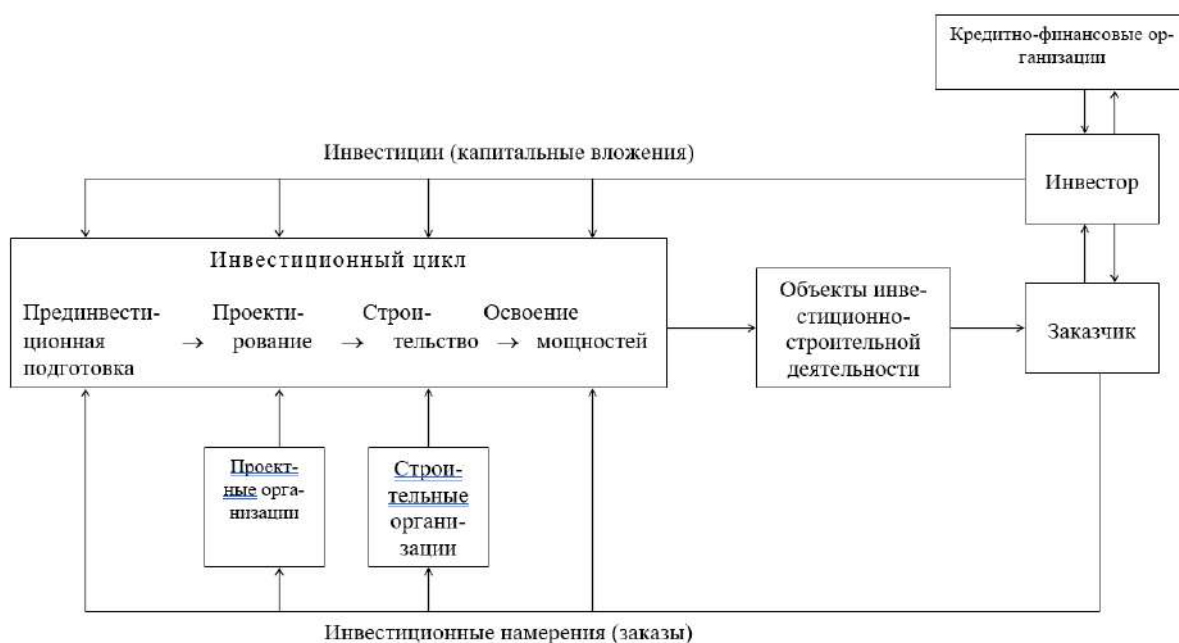 Кредитно-финансовые ор-
ганизации
Инвестиции (капитальные вложения)
Инвестор
Инвестиционный цикл
Прединвести-
ционная
подготовка
→
Проекти-
рование
→
Строи-
тельство
→
Освоение
мощностей
Объекты инве-
стиционно-
строительной
деятельности
Заказчик
Проект-
ные орга-
низации
Строи-
тельные
органи-
зации
Инвестиционные намерения (заказы)